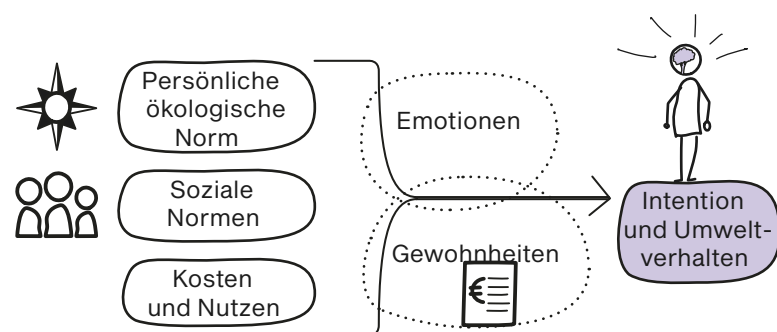 Persönliche
ökologische
Norm
Soziale
Normen
Kosten
und Nutzen
Emotionen
Gewohnheiten
€
Intention
und Umwelt-
verhalten